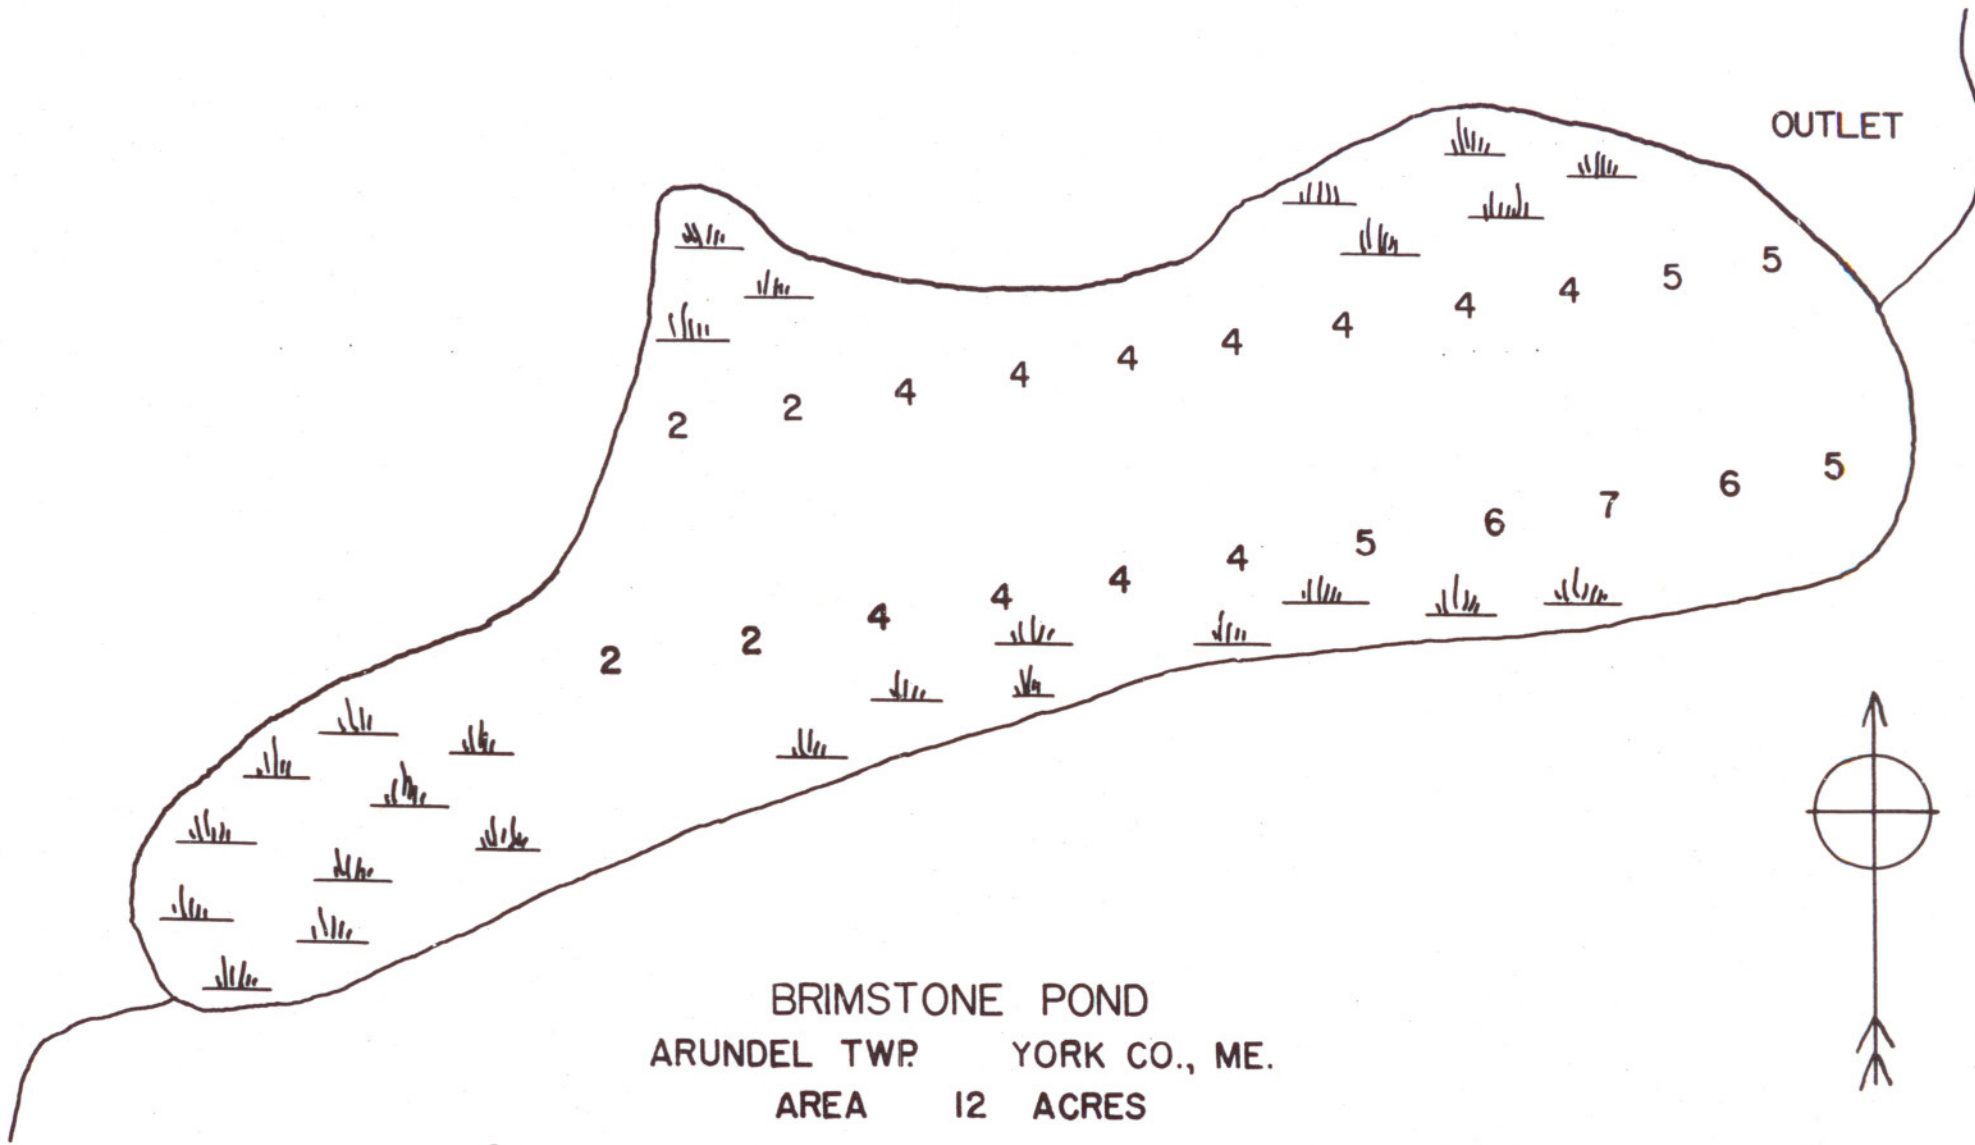 OUTLET
2 2 4 4 4 4 4 4 4 5 5
2 2 4 4 4 4 5 6 7 6 5
BRIMSTONE POND
ARUNDEL TWP. YORK CO., ME.
AREA 12 ACRES